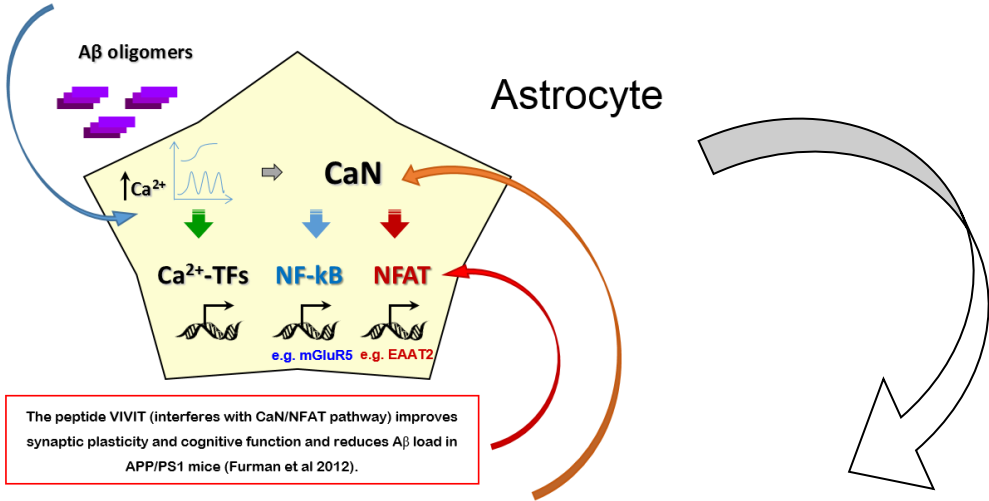 Aβ oligomers
Astrocyte
↑Ca²⁺
CaN
Ca²⁺-TFs
NF-kB
NFAT
e.g. mGluR5
e.g. EAAT2
The peptide VIVIT (interferes with CaN/NFAT pathway) improves
synaptic plasticity and cognitive function and reduces Aβ load in
APP/PS1 mice (Furman et al 2012).